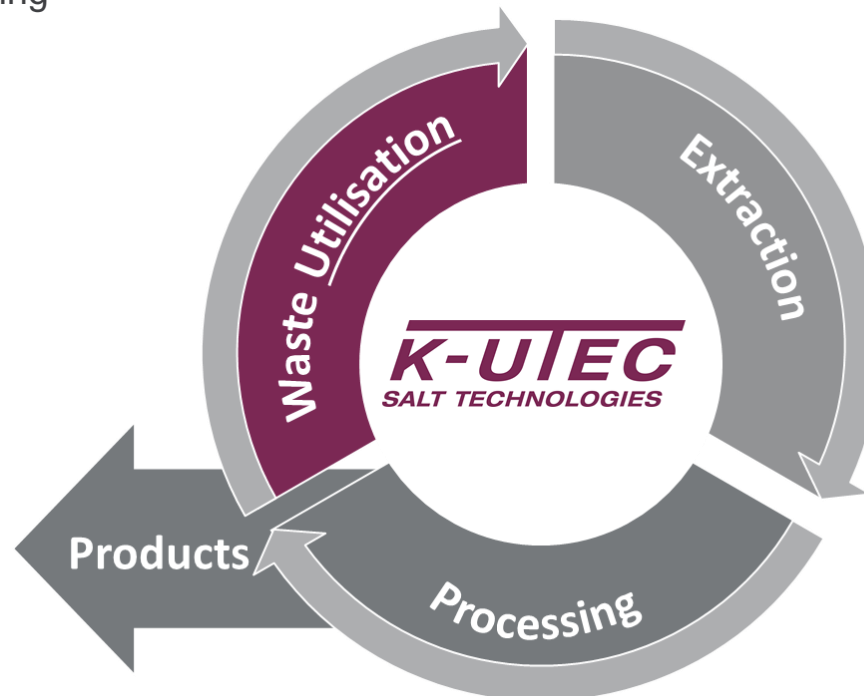 Extraction
Waste Utilisation
K-UTEC
SALT TECHNOLOGIES
Products
Processing